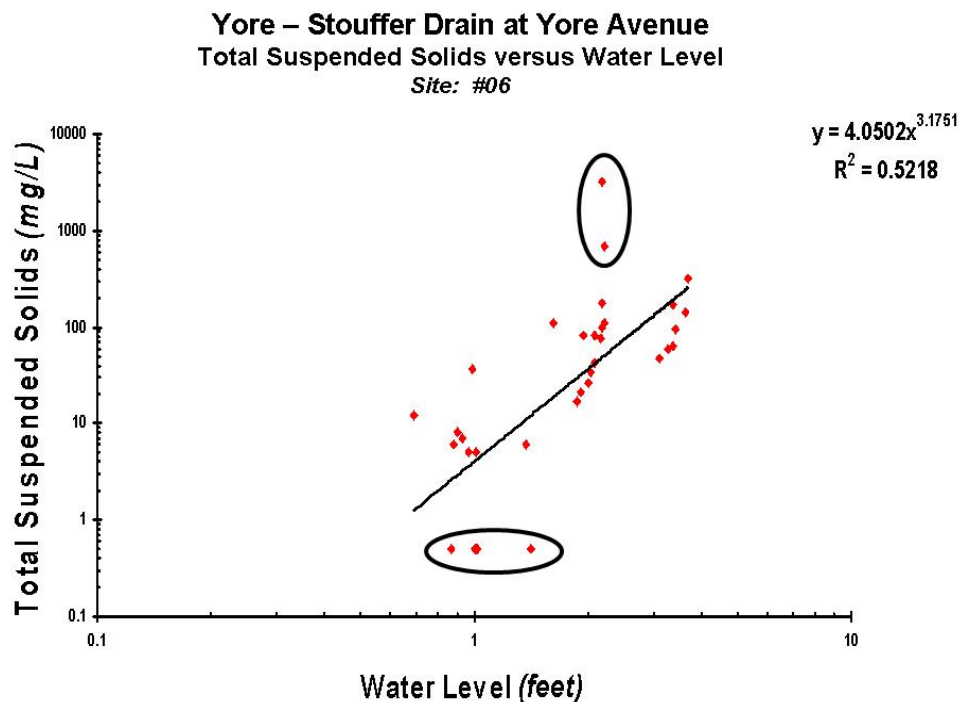 Yore – Stouffer Drain at Yore Avenue
Total Suspended Solids versus Water Level
Site: #06
y = 4.0502x^3.1751
R^2 = 0.5218
Total Suspended Solids (mg/L)
10000
1000
100
10
1
0.1
0.1
1
10
Water Level (feet)